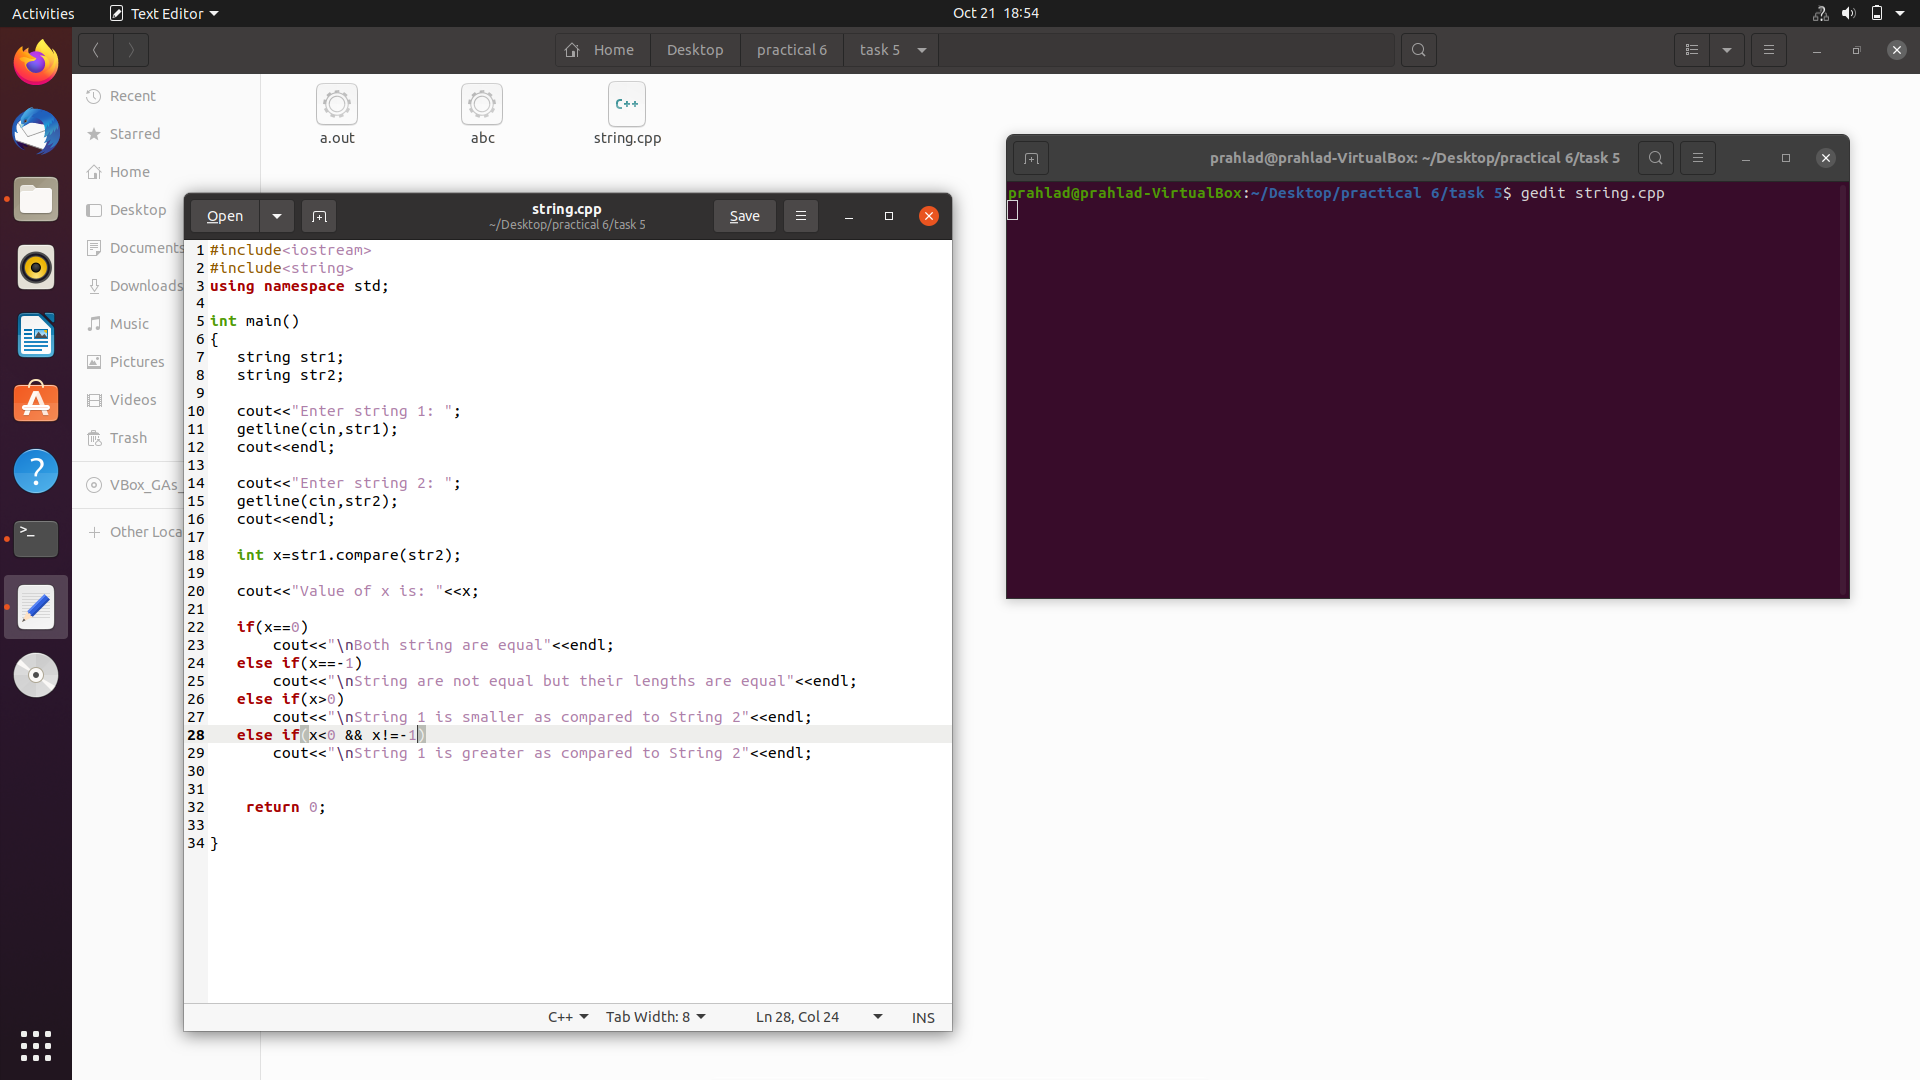 Activities
Text Editor
Oct 21 18:54
Home
Desktop
practical 6
task 5
Recent
Starred
Home
Desktop
Documents
Downloads
Music
Pictures
Videos
Trash
VBox_GAs_
Other Loca
a.out
abc
C++
string.cpp
Open
string.cpp
~/Desktop/practical 6/task 5
Save
1 #include<iostream>
2 #include<string>
3 using namespace std;
4
5 int main()
6 {
7    string str1;
8    string str2;
9
10    cout<<"Enter string 1: ";
11    getline(cin,str1);
12    cout<<endl;
13
14    cout<<"Enter string 2: ";
15    getline(cin,str2);
16    cout<<endl;
17
18    int x=str1.compare(str2);
19
20    cout<<"Value of x is: "<<x;
21
22    if(x==0)
23        cout<<"\nBoth string are equal"<<endl;
24    else if(x==-1)
25        cout<<"\nString are not equal but their lengths are equal"<<endl;
26    else if(x>0)
27        cout<<"\nString 1 is smaller as compared to String 2"<<endl;
28    else if(x<0 && x!=-1)
29        cout<<"\nString 1 is greater as compared to String 2"<<endl;
30
31
32     return 0;
33
34 }
C++
Tab Width: 8
Ln 28, Col 24
INS
prahlad@prahlad-VirtualBox: ~/Desktop/practical 6/task 5
prahlad@prahlad-VirtualBox:~/Desktop/practical 6/task 5$ gedit string.cpp